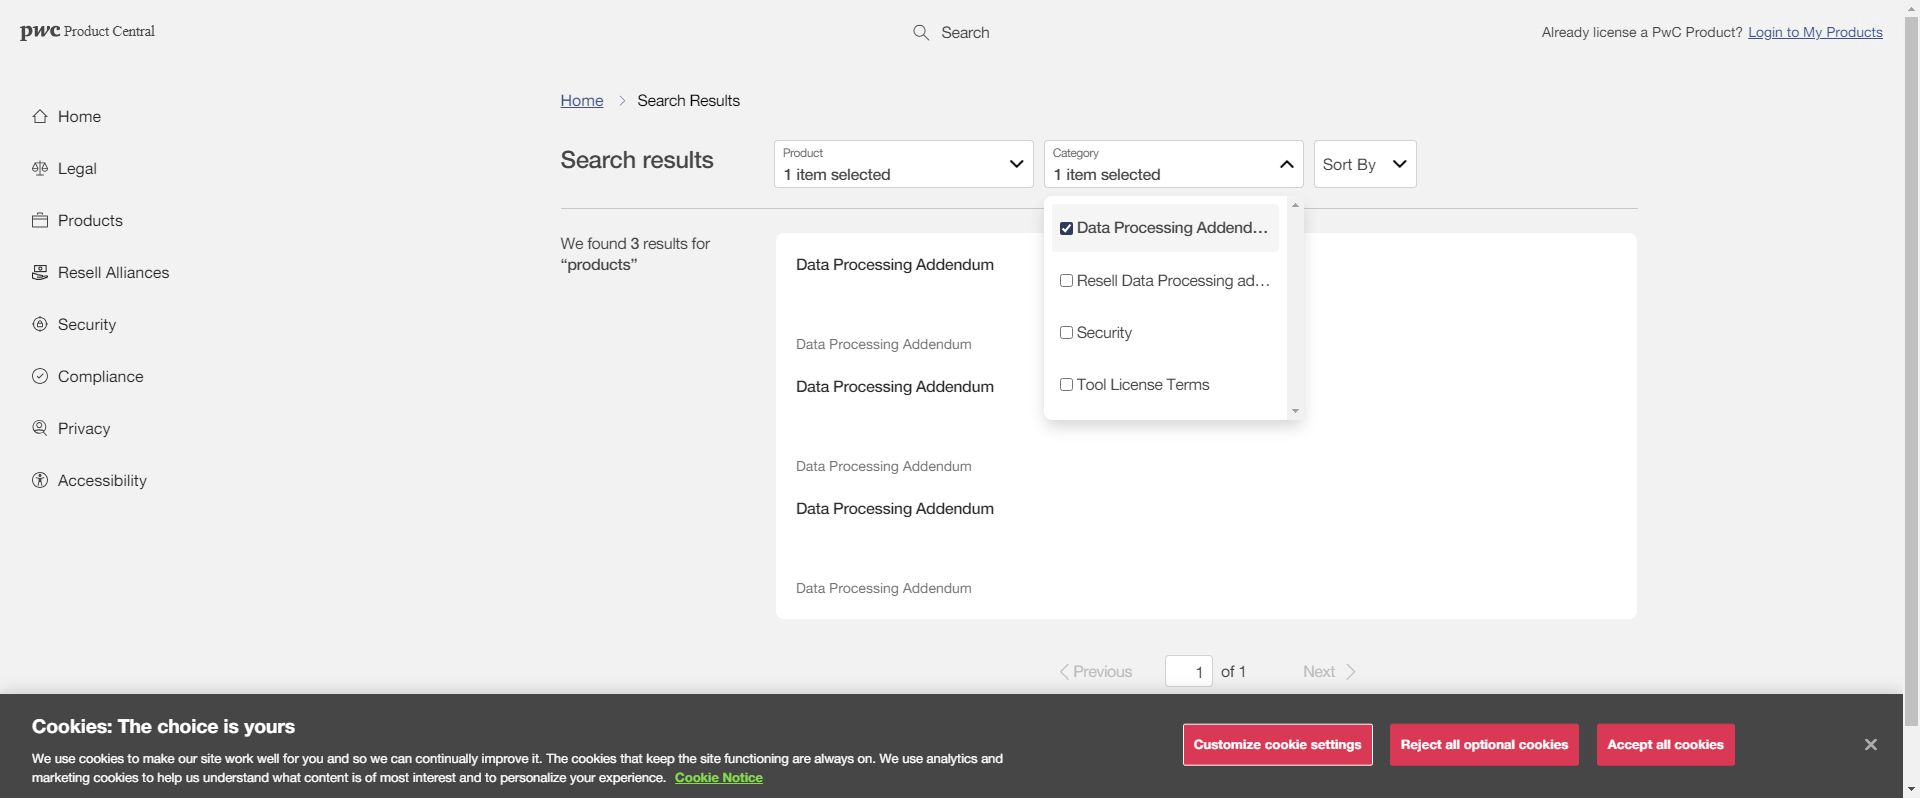 pwc Product Central
Search
Already license a PwC Product? Login to My Products
Home
Legal
Products
Resell Alliances
Security
Compliance
Privacy
Accessibility
Home > Search Results
Search results
Product
1 item selected
Category
1 item selected
Sort By
Data Processing Addend...
Resell Data Processing ad...
Security
Tool License Terms
We found 3 results for
“products”
Data Processing Addendum
Data Processing Addendum
Data Processing Addendum
Data Processing Addendum
Data Processing Addendum
Data Processing Addendum
Previous
1 of 1
Next
Cookies: The choice is yours
We use cookies to make our site work well for you and so we can continually improve it. The cookies that keep the site functioning are always on. We use analytics and
marketing cookies to help us understand what content is of most interest and to personalize your experience. Cookie Notice
Customize cookie settings
Reject all optional cookies
Accept all cookies